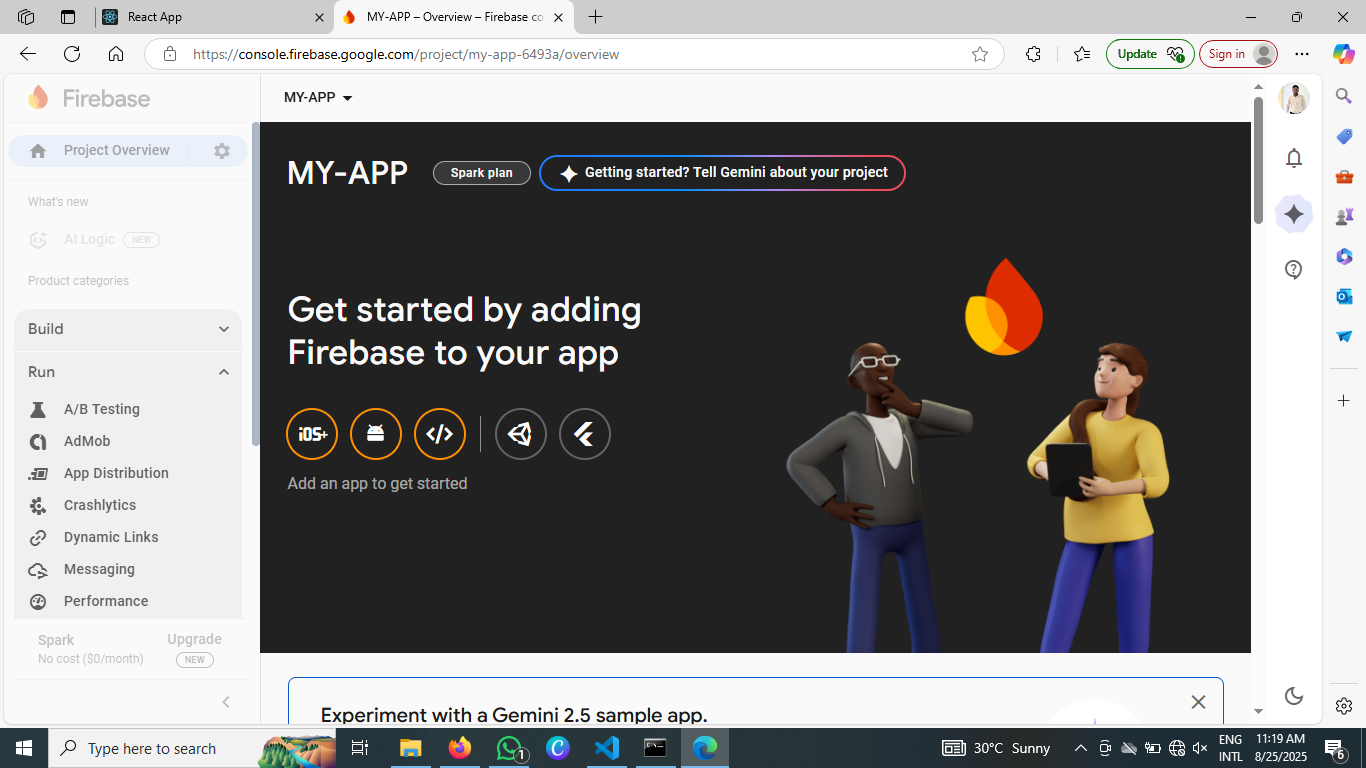 React App
MY-APP – Overview – Firebase co
https://console.firebase.google.com/project/my-app-6493a/overview
Update
Sign in
Firebase
MY-APP
Project Overview
What's new
AI Logic NEW
Product categories
Build
Run
A/B Testing
AdMob
App Distribution
Crashlytics
Dynamic Links
Messaging
Performance
Spark
No cost ($0/month)
Upgrade
NEW
MY-APP
Spark plan
Getting started? Tell Gemini about your project
Get started by adding
Firebase to your app
iOS+
Add an app to get started
Experiment with a Gemini 2.5 sample app.
Type here to search
1
30°C Sunny
ENG
INTL
11:19 AM
8/25/2025
6